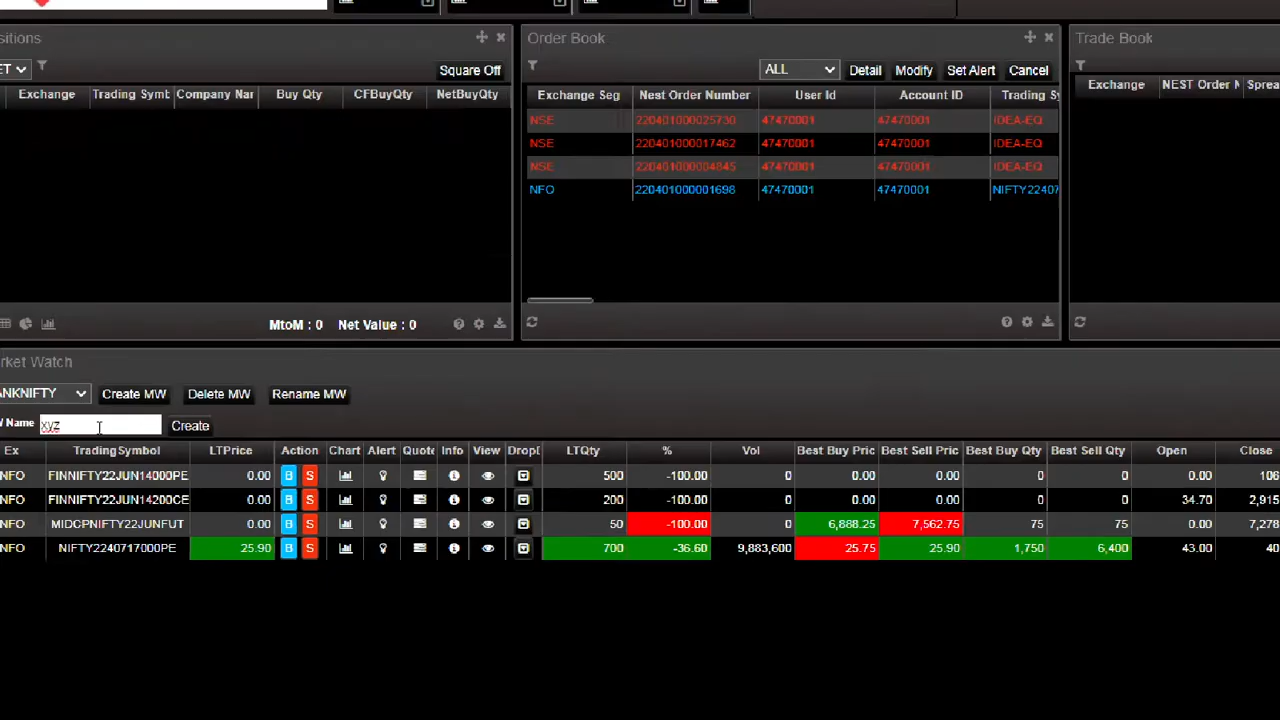 sitions
ET
Square Off
Exchange Trading Symt Company Nar Buy Qty CFBuyQty NetBuyQty
MtoM : 0 Net Value : 0
Order Book
ALL Detail Modify Set Alert Cancel
Exchange Seg Nest Order Number User Id Account ID Trading Sy
NSE 220401000025730 47470001 47470001 IDEA-EQ
NSE 220401000017462 47470001 47470001 IDEA-EQ
NSE 220401000004845 47470001 47470001 IDEA-EQ
NFO 220401000001698 47470001 47470001 NIFTY22407
Trade Book
Exchange NEST Order N Sprea
rket Watch
ANKNIFTY Create MW Delete MW Rename MW
W Name xyz Create
Ex TradingSymbol LTPrice Action Chart Alert Quote Info View Drop LTQty % Vol Best Buy Pric Best Sell Pric Best Buy Qty Best Sell Qty Open Close
NFO FINNIFTY22JUN14000PE 0.00 B S 500 -100.00 0 0.00 0.00 0 0 0.00 106
NFO FINNIFTY22JUN14200CE 0.00 B S 200 -100.00 0 0.00 0.00 0 0 34.70 2,915
NFO MIDCPNIFTY22JUNFUT 0.00 B S 50 -100.00 0 6,888.25 7,562.75 75 75 0.00 7,278
NFO NIFTY2240717000PE 25.90 B S 700 -36.60 9,883,600 25.75 25.90 1,750 6,400 43.00 40